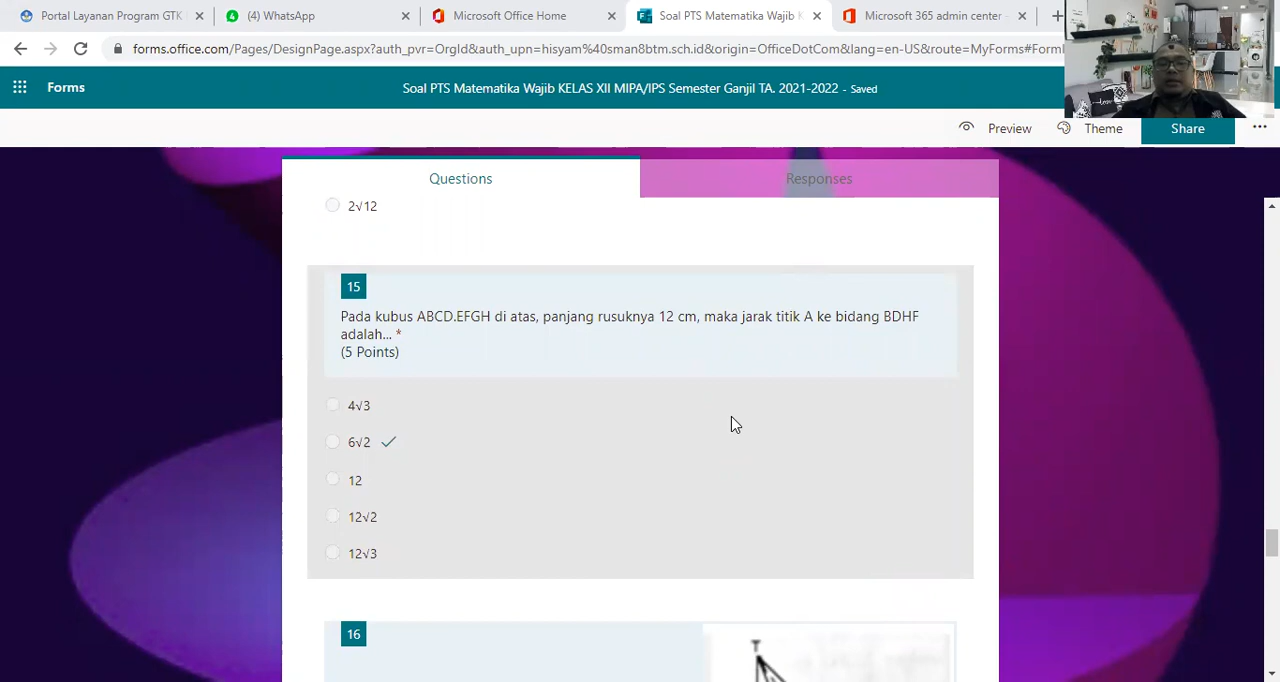 Portal Layanan Program GTK
(4) WhatsApp
Microsoft Office Home
Soal PTS Matematika Wajib K
Microsoft 365 admin center -
forms.office.com/Pages/DesignPage.aspx?auth_pvr=OrgId&auth_upn=hisyam%40sman8btm.sch.id&origin=OfficeDotCom&lang=en-US&route=MyForms#Form
Forms
Soal PTS Matematika Wajib KELAS XII MIPA/IPS Semester Ganjil TA. 2021-2022 - Saved
Preview
Theme
Share
Questions
Responses
2√12
15
Pada kubus ABCD.EFGH di atas, panjang rusuknya 12 cm, maka jarak titik A ke bidang BDHF
adalah... *
(5 Points)
4√3
6√2
12
12√2
12√3
16
T